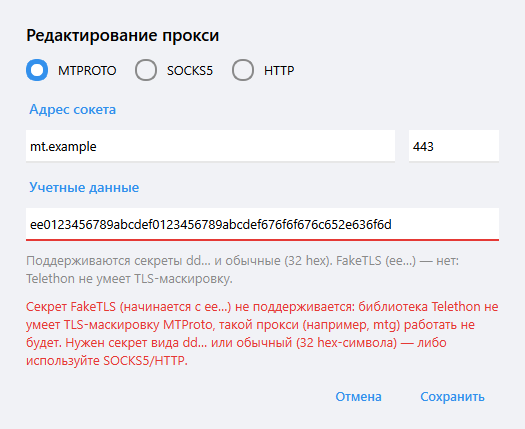 Редактирование прокси
MTPROTO SOCKS5 HTTP
Адрес сокета
mt.example 443
Учетные данные
ee0123456789abcdef0123456789abcdef676f6f676c652e636f6d
Поддерживаются секреты dd… и обычные (32 hex). FakeTLS (ee…) — нет:
Telethon не умеет TLS-маскировку.
Секрет FakeTLS (начинается с ee…) не поддерживается: библиотека Telethon не
умеет TLS-маскировку MTProto, такой прокси (например, mtg) работать не
будет. Нужен секрет вида dd… или обычный (32 hex-символа) — либо
используйте SOCKS5/HTTP.
Отмена Сохранить